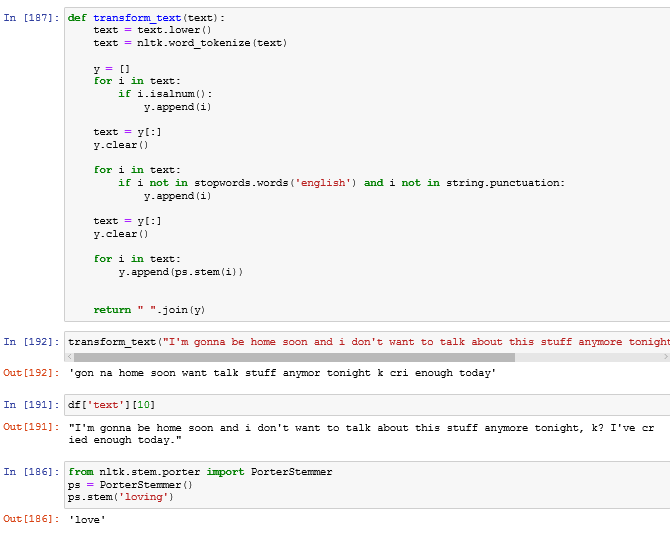 In [187]: def transform_text(text):
    text = text.lower()
    text = nltk.word_tokenize(text)
    y = []
    for i in text:
        if i.isalnum():
            y.append(i)
    text = y[:]
    y.clear()
    for i in text:
        if i not in stopwords.words('english') and i not in string.punctuation:
            y.append(i)
    text = y[:]
    y.clear()
    for i in text:
        y.append(ps.stem(i))
    return " ".join(y)
In [192]: transform_text("I'm gonna be home soon and i don't want to talk about this stuff anymore tonight
Out[192]: 'gon na home soon want talk stuff anymor tonight k cri enough today'
In [191]: df['text'][10]
Out[191]: "I'm gonna be home soon and i don't want to talk about this stuff anymore tonight, k? I've cr
ied enough today."
In [186]: from nltk.stem.porter import PorterStemmer
ps = PorterStemmer()
ps.stem('loving')
Out[186]: 'love'